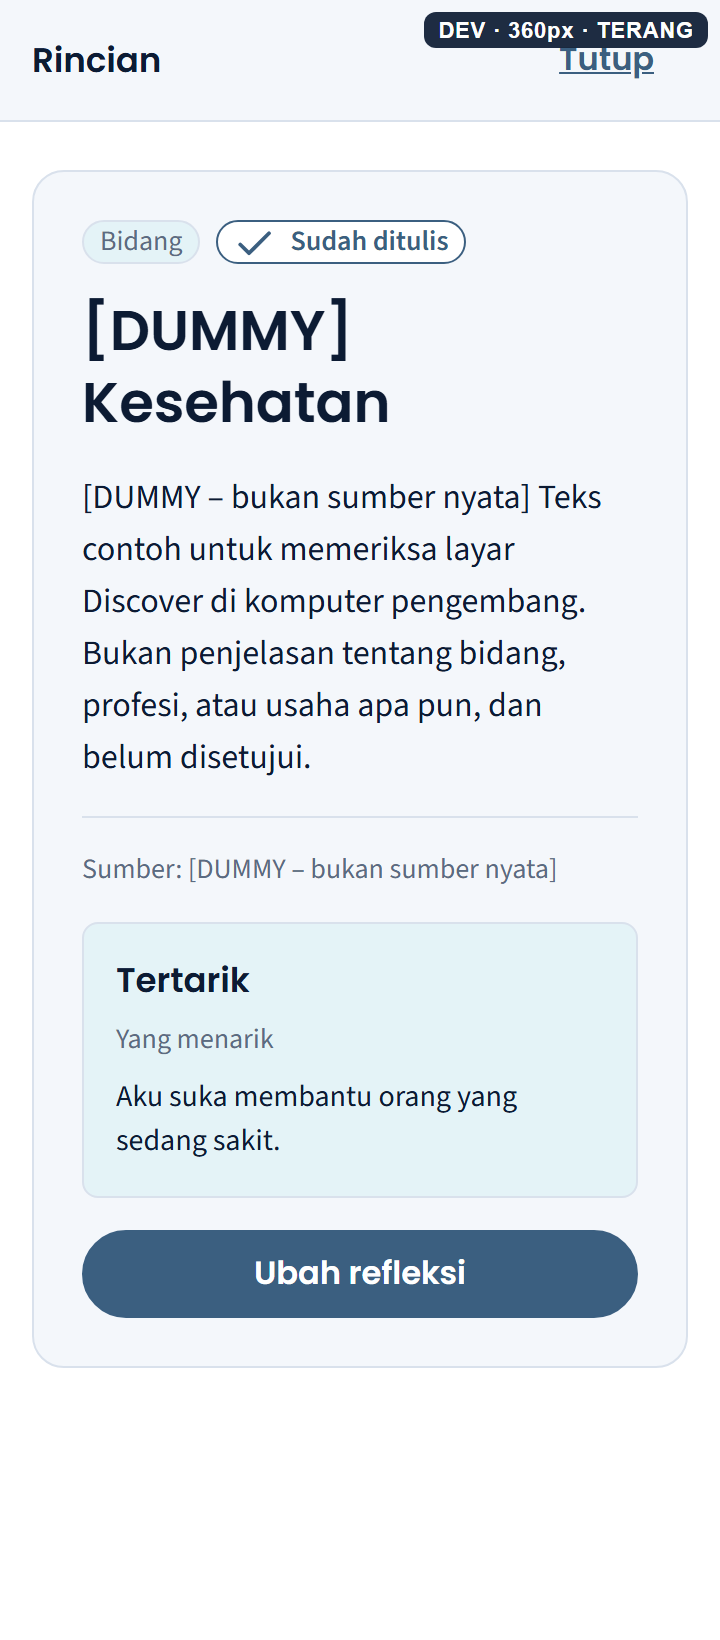 DEV · 360px · TERANG
Rincian
Tutup
Bidang
Sudah ditulis
[DUMMY]
Kesehatan
[DUMMY – bukan sumber nyata] Teks
contoh untuk memeriksa layar
Discover di komputer pengembang.
Bukan penjelasan tentang bidang,
profesi, atau usaha apa pun, dan
belum disetujui.
Sumber: [DUMMY – bukan sumber nyata]
Tertarik
Yang menarik
Aku suka membantu orang yang
sedang sakit.
Ubah refleksi